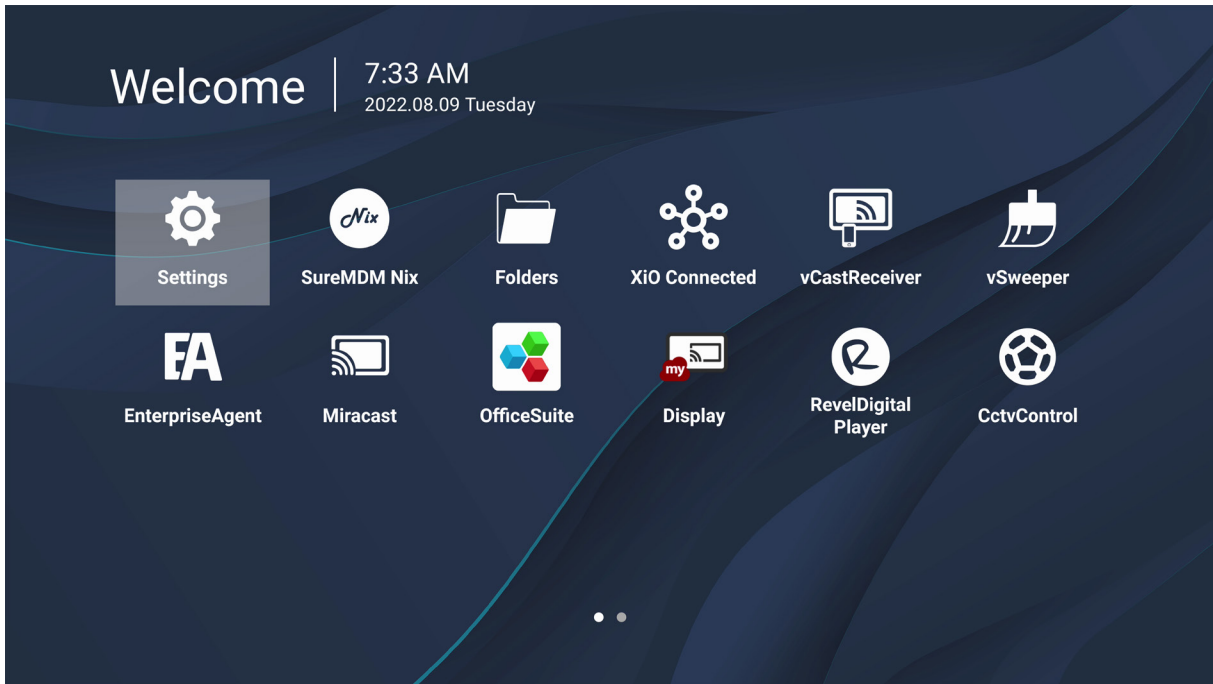 Welcome
7:33 AM
2022.08.09 Tuesday
Nix
Settings
SureMDM Nix
Folders
XiO Connected
vCastReceiver
vSweeper
EA
my
R
EnterpriseAgent
Miracast
OfficeSuite
Display
RevelDigital
Player
CctvControl